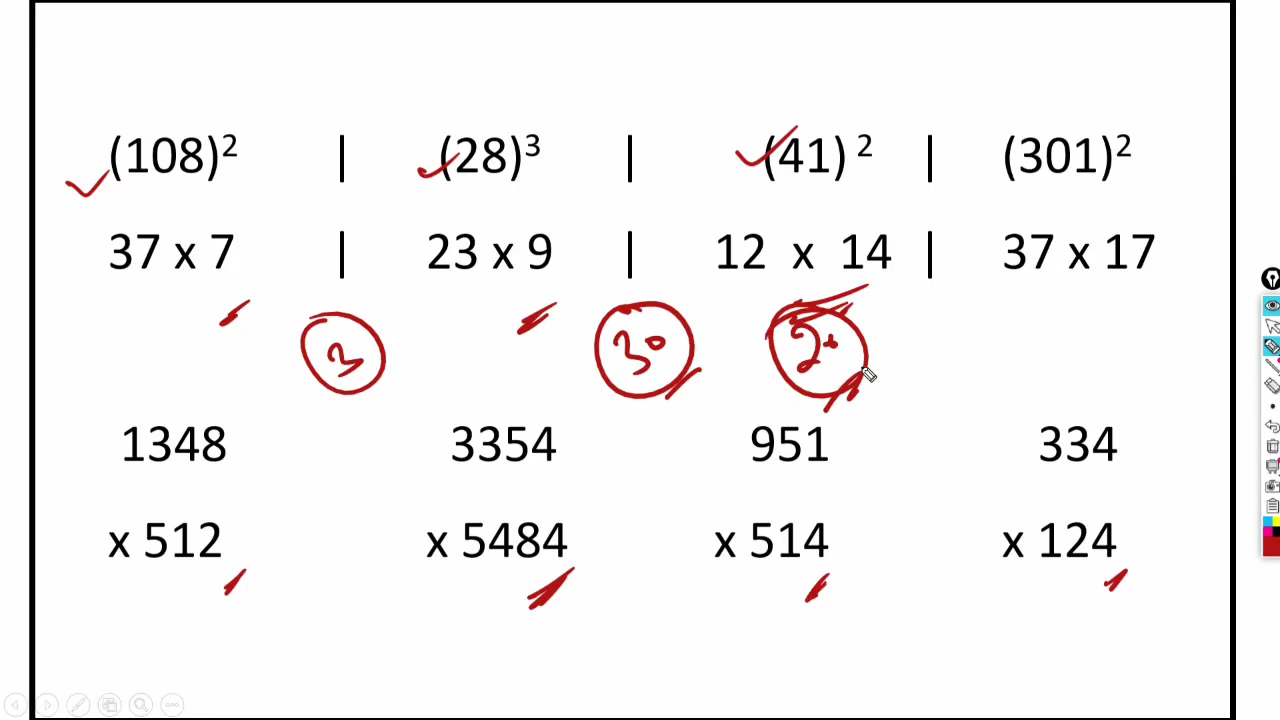 (108)² | (28)³ | (41)² | (301)²
37 x 7 | 23 x 9 | 12 x 14 | 37 x 17
3 30 2
1348 3354 951 334
x 512 x 5484 x 514 x 124